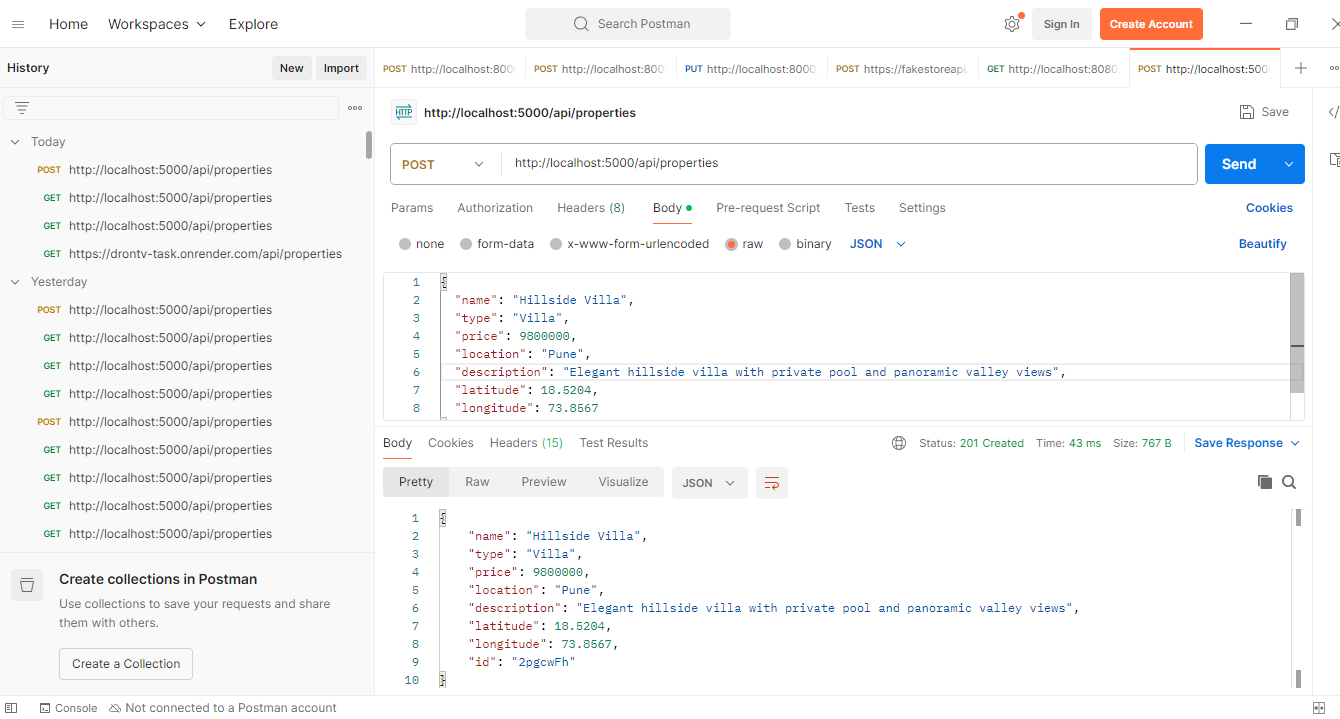 Home Workspaces Explore Search Postman Sign In Create Account
History New Import
POST http://localhost:800 POST http://localhost:800 PUT http://localhost:8000 POST https://fakestoreapi. GET http://localhost:8080 POST http://localhost:500
HTTP http://localhost:5000/api/properties Save
Today
POST http://localhost:5000/api/properties
GET http://localhost:5000/api/properties
GET http://localhost:5000/api/properties
GET https://drontv-task.onrender.com/api/properties
Yesterday
POST http://localhost:5000/api/properties
GET http://localhost:5000/api/properties
GET http://localhost:5000/api/properties
GET http://localhost:5000/api/properties
POST http://localhost:5000/api/properties
GET http://localhost:5000/api/properties
GET http://localhost:5000/api/properties
GET http://localhost:5000/api/properties
GET http://localhost:5000/api/properties
Create collections in Postman
Use collections to save your requests and share
them with others.
Create a Collection
POST http://localhost:5000/api/properties Send
Params Authorization Headers (8) Body Pre-request Script Tests Settings Cookies
none form-data x-www-form-urlencoded raw binary JSON Beautify
1 {
2 "name": "Hillside Villa",
3 "type": "Villa",
4 "price": 9800000,
5 "location": "Pune",
6 "description": "Elegant hillside villa with private pool and panoramic valley views",
7 "latitude": 18.5204,
8 "longitude": 73.8567
Body Cookies Headers (15) Test Results Status: 201 Created Time: 43 ms Size: 767 B Save Response
Pretty Raw Preview Visualize JSON
1 {
2 "name": "Hillside Villa",
3 "type": "Villa",
4 "price": 9800000,
5 "location": "Pune",
6 "description": "Elegant hillside villa with private pool and panoramic valley views",
7 "latitude": 18.5204,
8 "longitude": 73.8567,
9 "id": "2pgcwFh"
10 }
Console Not connected to a Postman account